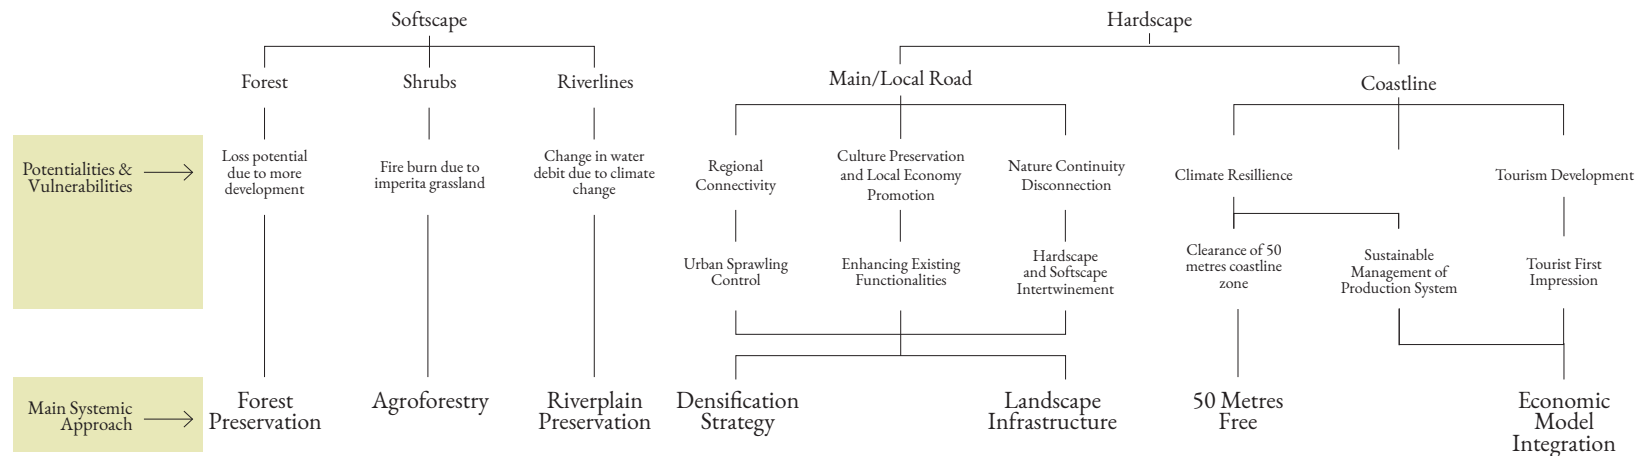 Softscape
Hardscape
Forest
Shrubs
Riverlines
Main/Local Road
Coastline
Potentialities &
Vulnerabilities
Loss potential
due to more
development
Fire burn due to
imperita grassland
Change in water
debit due to climate
change
Regional
Connectivity
Culture Preservation
and Local Economy
Promotion
Nature Continuity
Disconnection
Climate Resillience
Tourism Development
Urban Sprawling
Control
Enhancing Existing
Functionalities
Hardscape
and Softscape
Intertwinement
Clearance of 50
metres coastline
zone
Sustainable
Management of
Production System
Tourist First
Impression
Main Systemic
Approach
Forest
Preservation
Agroforestry
Riverplain
Preservation
Densification
Strategy
Landscape
Infrastructure
50 Metres
Free
Economic
Model
Integration